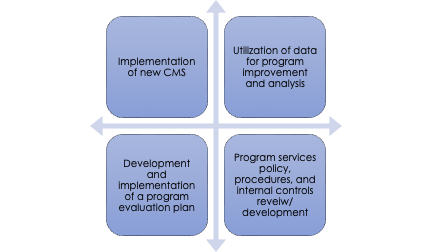 Implementation
of new CMS
Utilization of data
for program
improvement
and analysis
Development
and
implementation
of a program
evaluation plan
Program services
policy,
procedures, and
internal controls
reveiw/
development